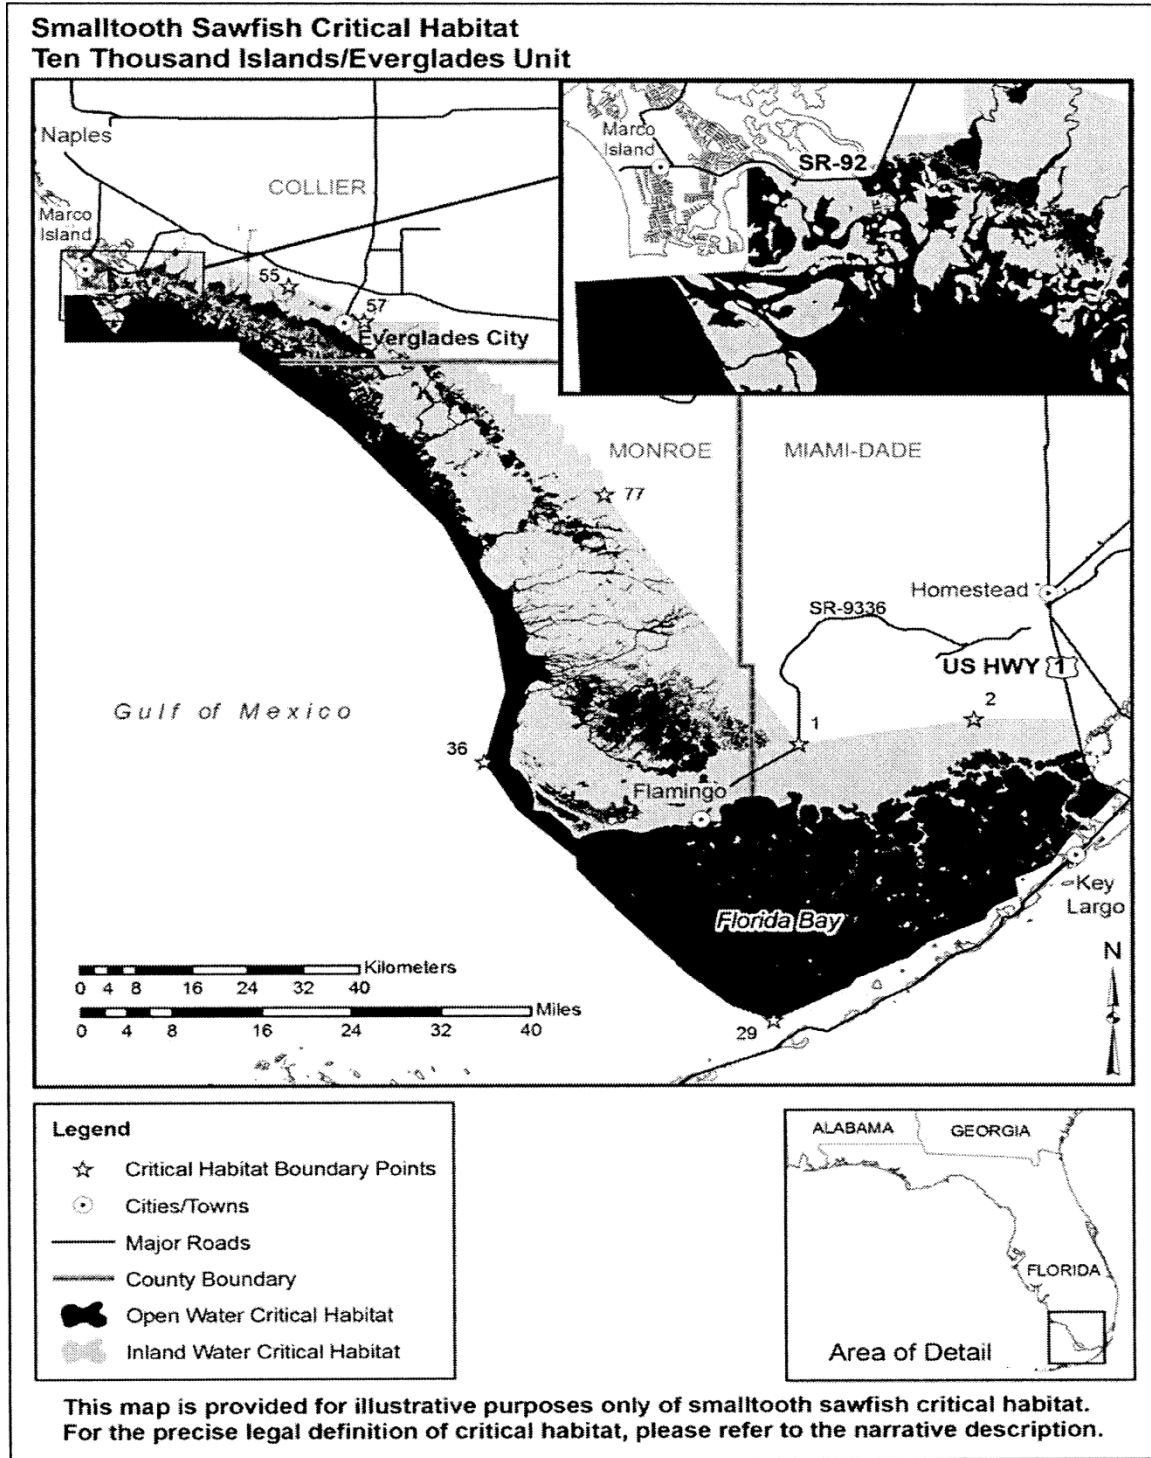 Smalltooth Sawfish Critical Habitat
Ten Thousand Islands/Everglades Unit
Naples
COLLIER
Marco
Island
55
57
Everglades City
Marco
Island
SR-92
MONROE
MIAMI-DADE
77
Homestead
SR-9336
US HWY 1
Gulf of Mexico
2
1
36
Flamingo
Key
Largo
Florida Bay
N
Kilometers
0 4 8 16 24 32 40
Miles
0 4 8 16 24 32 40
29
Legend
Critical Habitat Boundary Points
Cities/Towns
Major Roads
County Boundary
Open Water Critical Habitat
Inland Water Critical Habitat
ALABAMA
GEORGIA
FLORIDA
Area of Detail
This map is provided for illustrative purposes only of smalltooth sawfish critical habitat.
For the precise legal definition of critical habitat, please refer to the narrative description.